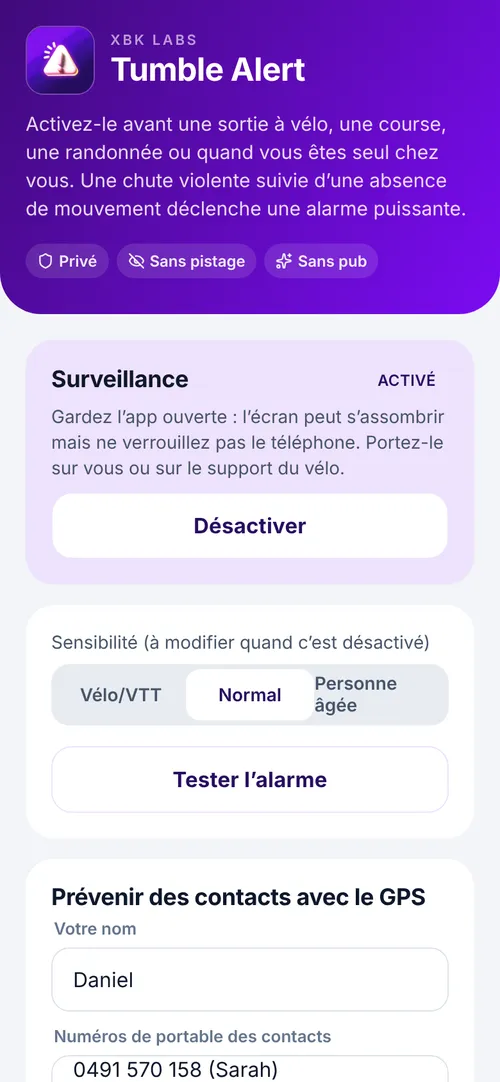 XBK LABS
Tumble Alert
Activez-le avant une sortie à vélo, une course,
une randonnée ou quand vous êtes seul chez
vous. Une chute violente suivie d’une absence
de mouvement déclenche une alarme puissante.
Privé
Sans pistage
Sans pub
Surveillance
ACTIVÉ
Gardez l’app ouverte : l’écran peut s’assombrir
mais ne verrouillez pas le téléphone. Portez-le
sur vous ou sur le support du vélo.
Désactiver
Sensibilité (à modifier quand c’est désactivé)
Vélo/VTT
Normal
Personne
âgée
Tester l’alarme
Prévenir des contacts avec le GPS
Votre nom
Daniel
Numéros de portable des contacts
0491 570 158 (Sarah)